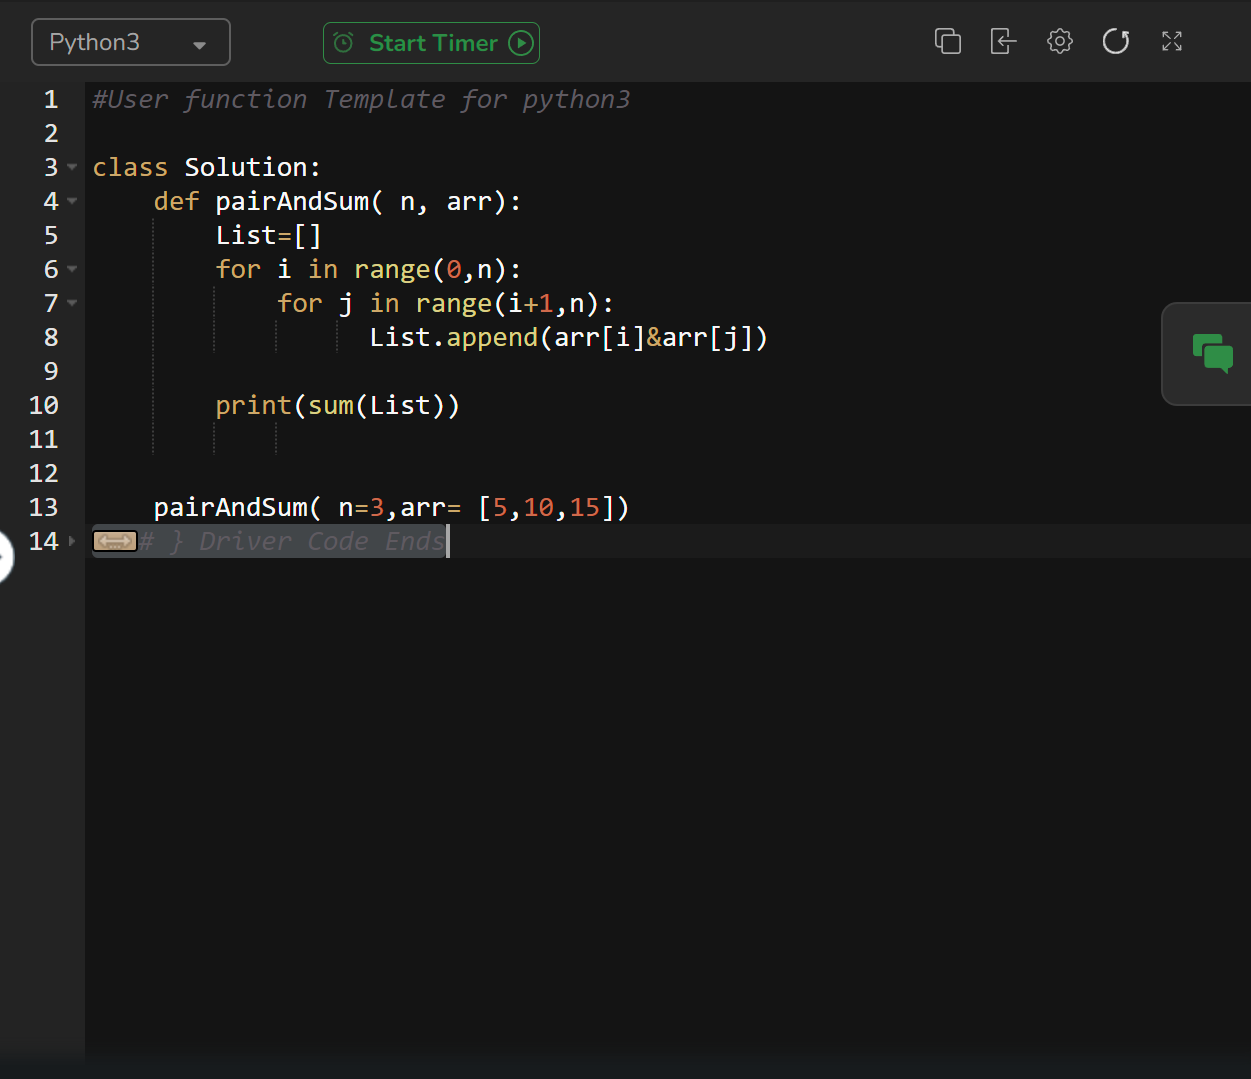 Python3
Start Timer
1 #User function Template for python3
2
3 class Solution:
4     def pairAndSum( n, arr):
5         List=[]
6         for i in range(0,n):
7             for j in range(i+1,n):
8                   List.append(arr[i]&arr[j])
9
10         print(sum(List))
11
12
13     pairAndSum( n=3,arr= [5,10,15])
14 # } Driver Code Ends